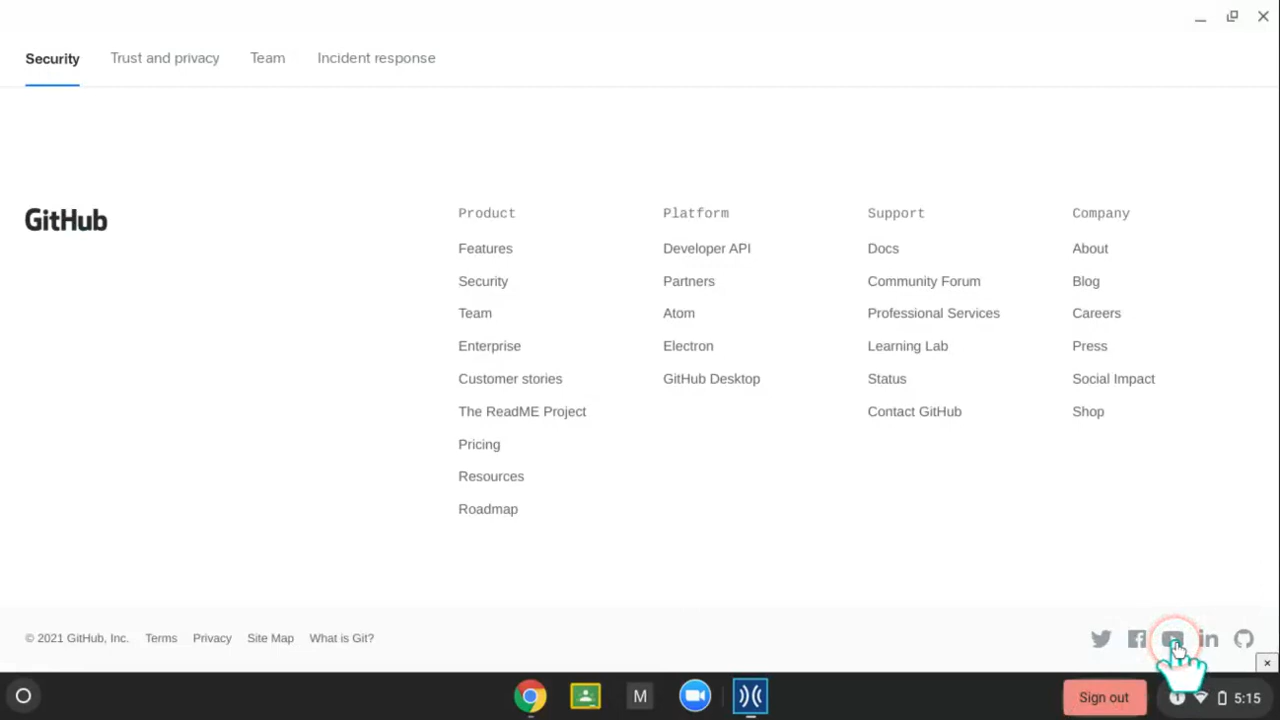 Security Trust and privacy Team Incident response
GitHub
Product
Features
Security
Team
Enterprise
Customer stories
The ReadME Project
Pricing
Resources
Roadmap
Platform
Developer API
Partners
Atom
Electron
GitHub Desktop
Support
Docs
Community Forum
Professional Services
Learning Lab
Status
Contact GitHub
Company
About
Blog
Careers
Press
Social Impact
Shop
© 2021 GitHub, Inc. Terms Privacy Site Map What is Git?
in
M
Sign out
5:15